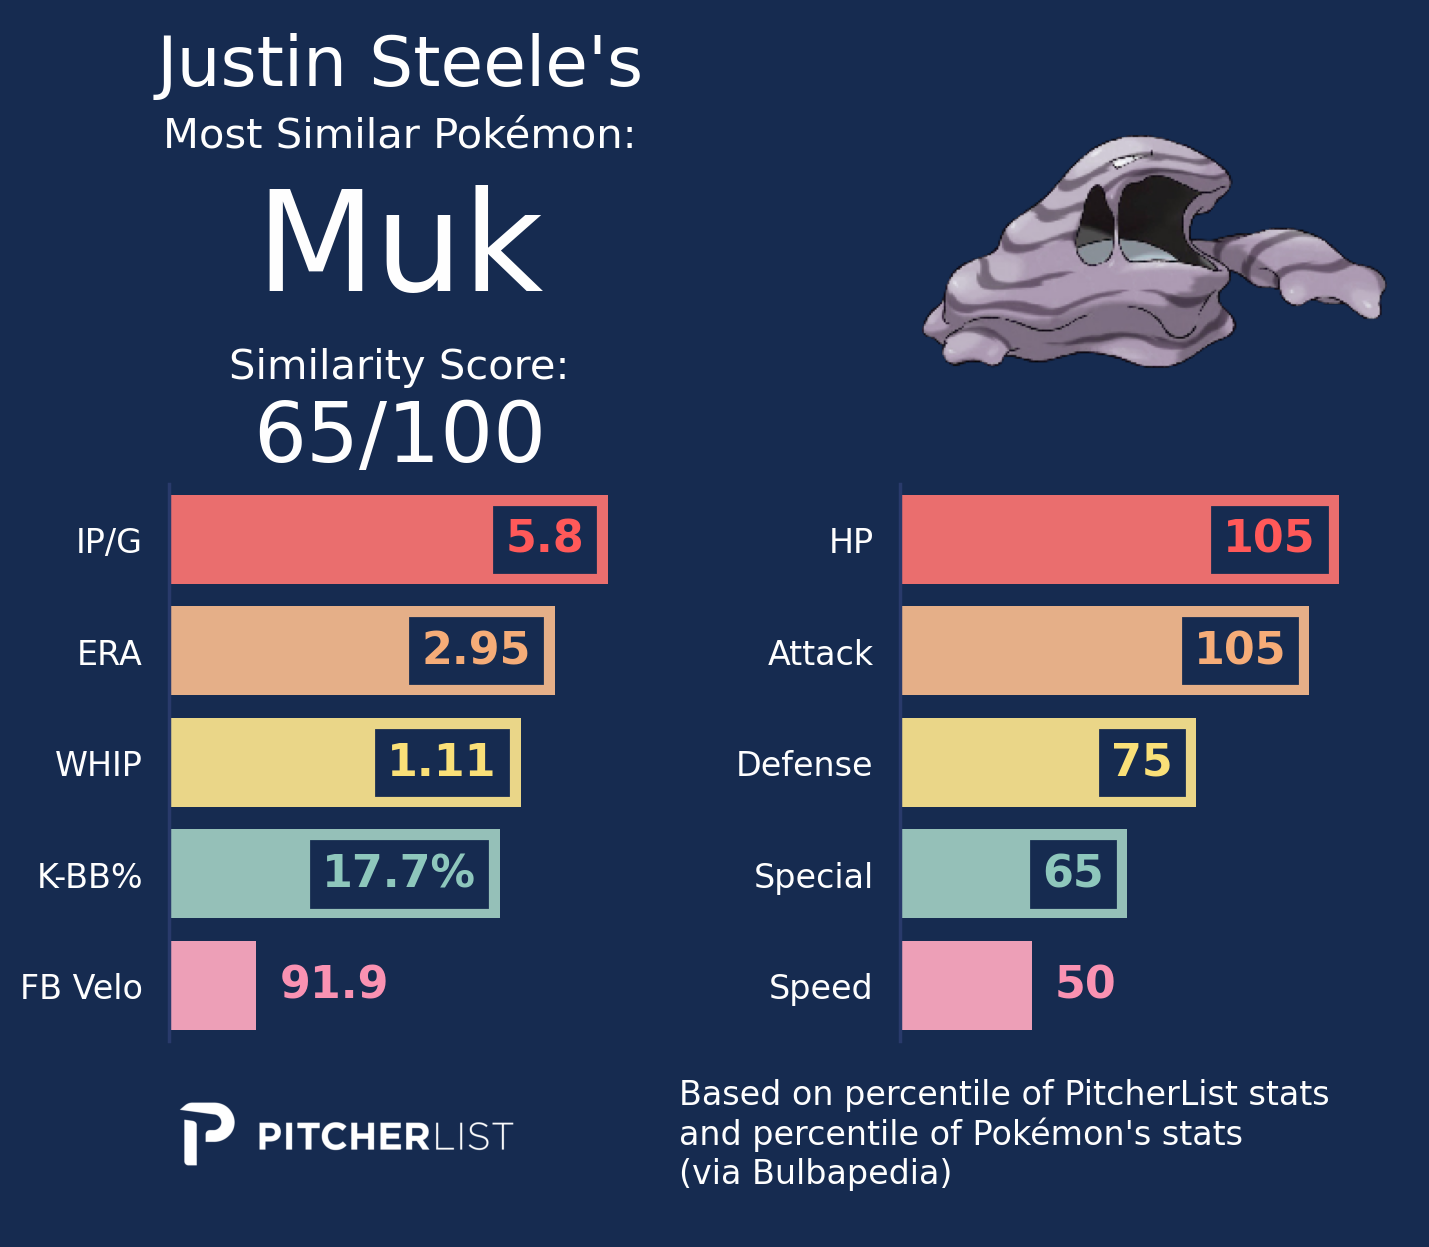 Justin Steele's
Most Similar Pokémon:
Muk
Similarity Score:
65/100
IP/G 5.8
ERA 2.95
WHIP 1.11
K-BB% 17.7%
FB Velo 91.9
HP 105
Attack 105
Defense 75
Special 65
Speed 50
PITCHERLIST
Based on percentile of PitcherList stats
and percentile of Pokémon's stats
(via Bulbapedia)